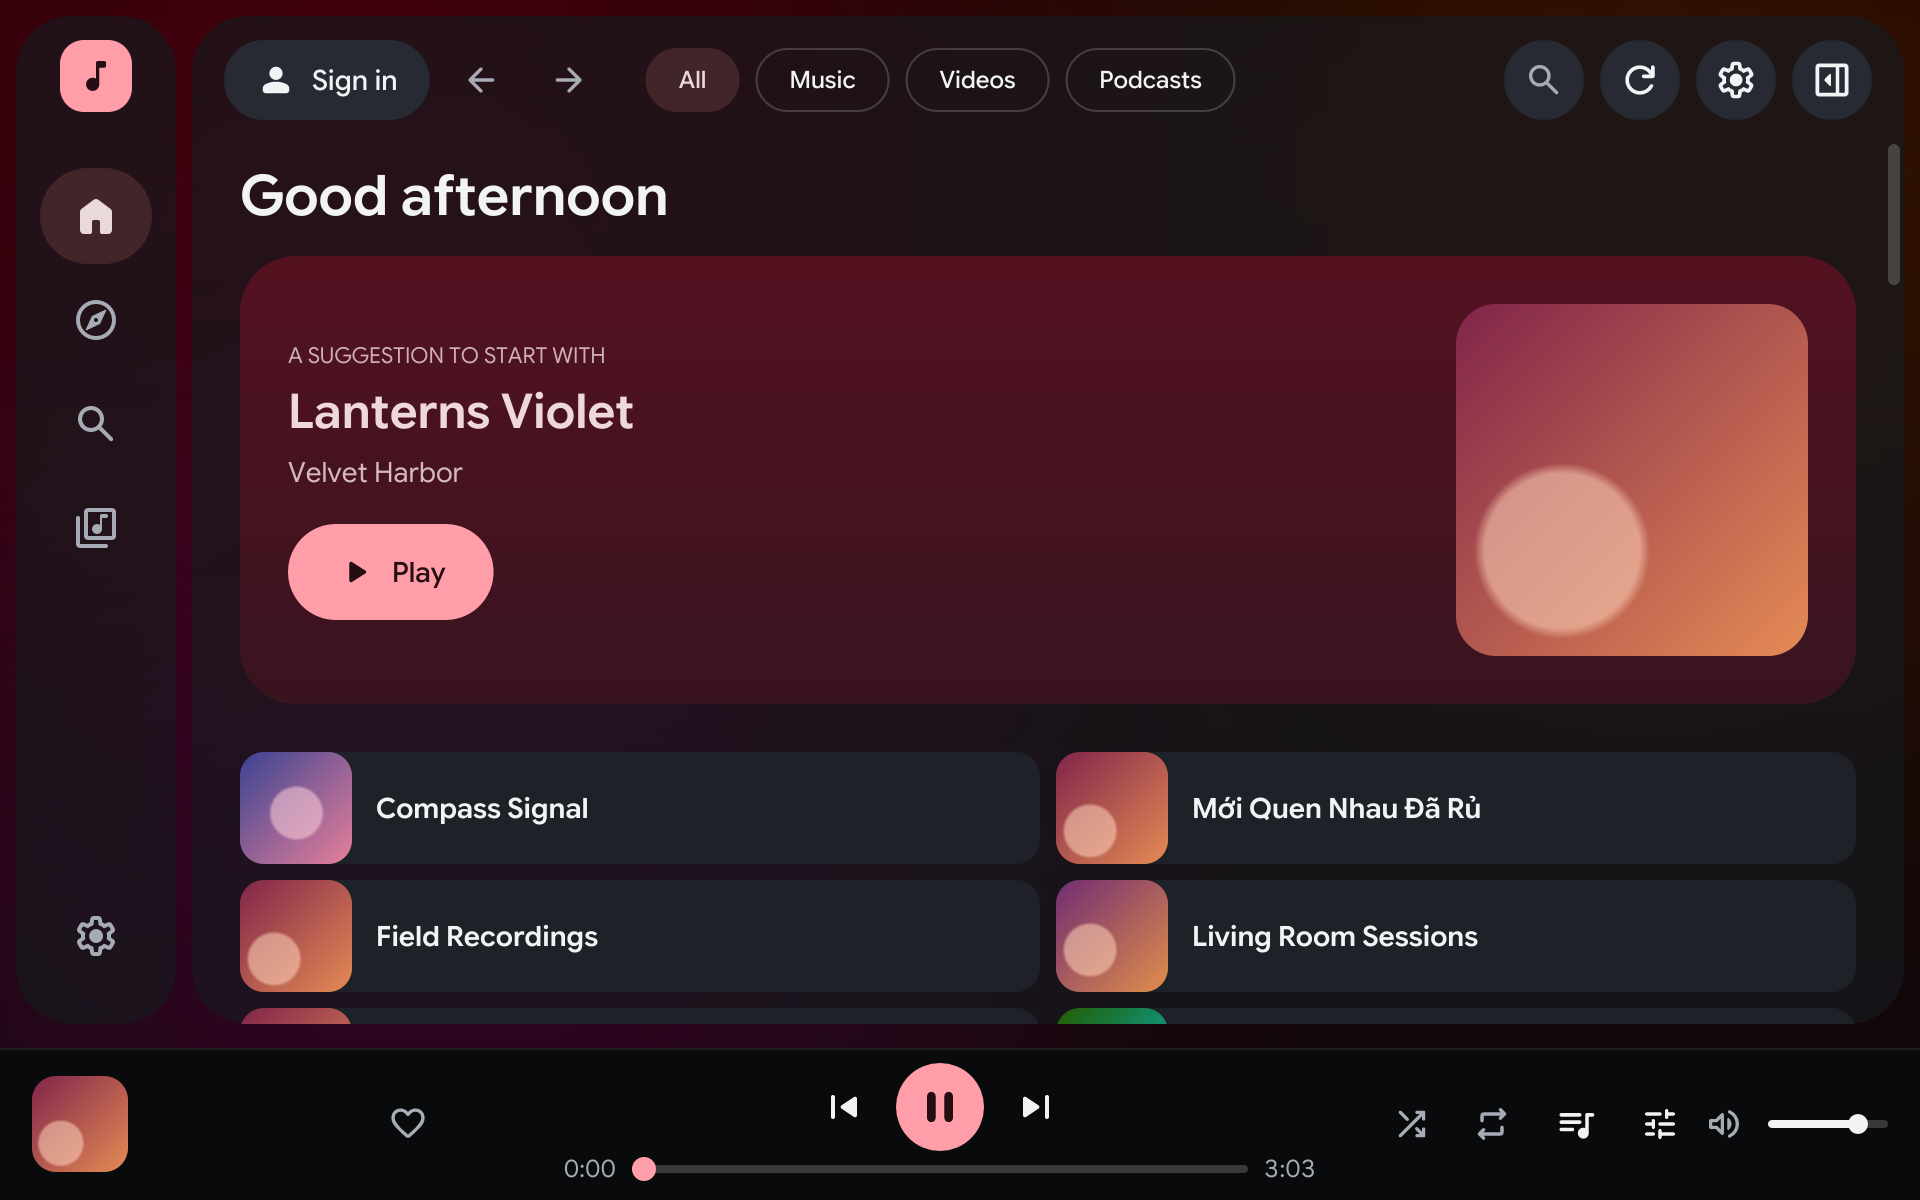 Sign in
All
Music
Videos
Podcasts
Good afternoon
A SUGGESTION TO START WITH
Lanterns Violet
Velvet Harbor
Play
Compass Signal
Mới Quen Nhau Đã Rủ
Field Recordings
Living Room Sessions
0:00
3:03